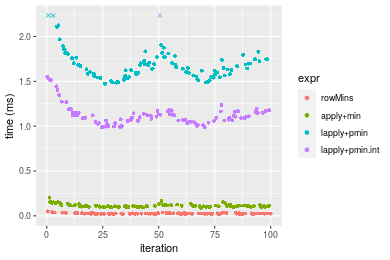 2.0
1.5
1.0
0.5
0.0
time (ms)
0
25
50
75
100
iteration
expr
rowMins
apply+min
lapply+pmin
lapply+pmin.int